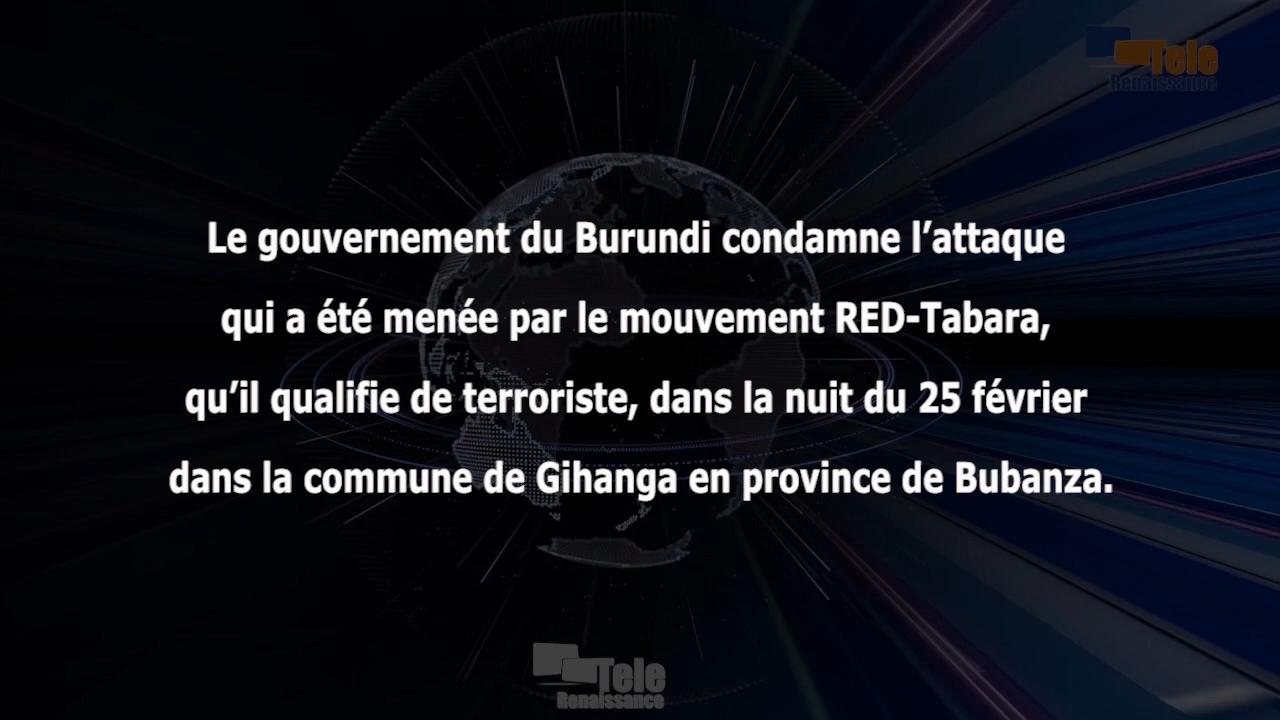 Tele
Renaissance
Le gouvernement du Burundi condamne l’attaque
qui a été menée par le mouvement RED-Tabara,
qu’il qualifie de terroriste, dans la nuit du 25 février
dans la commune de Gihanga en province de Bubanza.
Tele
Renaissance